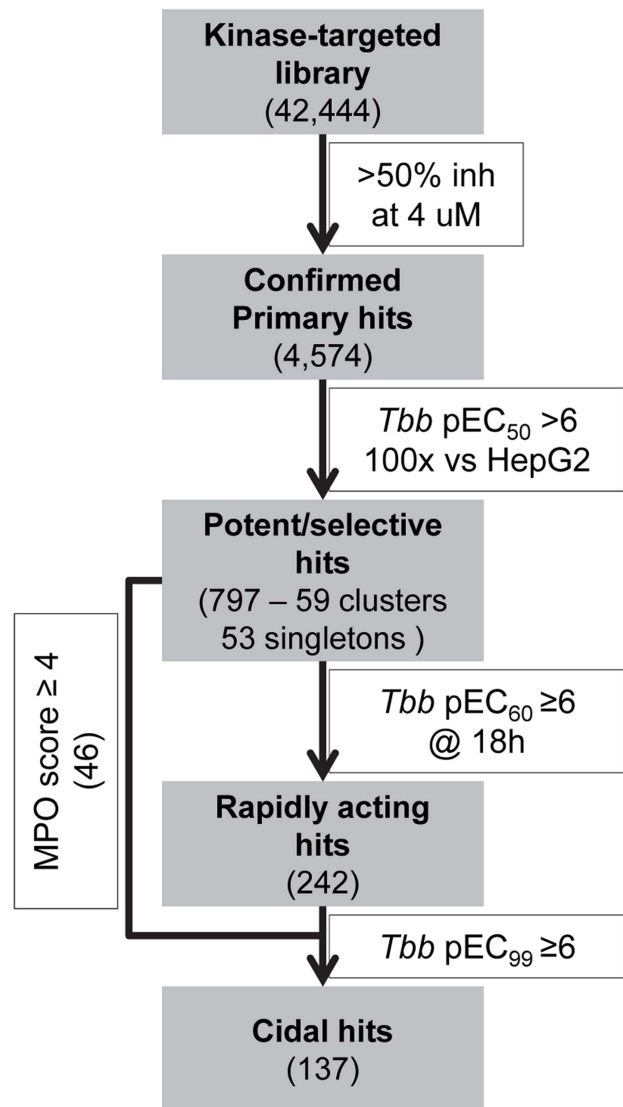 Kinase-targeted
library
(42,444)
>50% inh
at 4 uM
Confirmed
Primary hits
(4,574)
Tbb pEC₅₀ >6
100x vs HepG2
Potent/selective
hits
(797 – 59 clusters
53 singletons )
MPO score ≥ 4
(46)
Tbb pEC₆₀ ≥6
@ 18h
Rapidly acting
hits
(242)
Tbb pEC₉₉ ≥6
Cidal hits
(137)